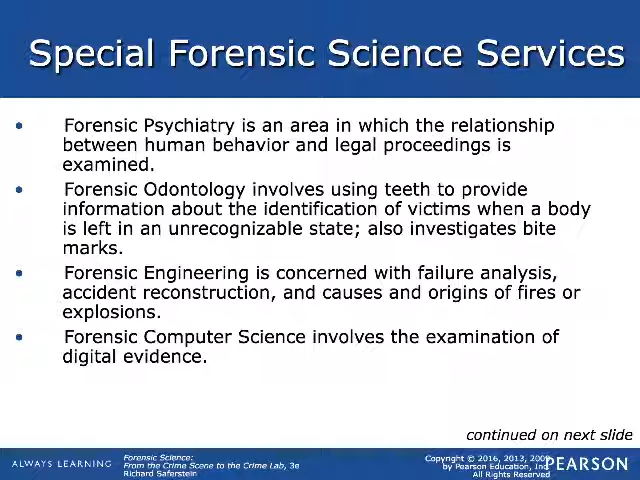 Special Forensic Science Services
• Forensic Psychiatry is an area in which the relationship
between human behavior and legal proceedings is
examined.
• Forensic Odontology involves using teeth to provide
information about the identification of victims when a body
is left in an unrecognizable state; also investigates bite
marks.
• Forensic Engineering is concerned with failure analysis,
accident reconstruction, and causes and origins of fires or
explosions.
• Forensic Computer Science involves the examination of
digital evidence.
continued on next slide
ALWAYS LEARNING
Forensic Science:
From the Crime Scene to the Crime Lab, 3e
Richard Saferstein
Copyright © 2016, 2013, 2009
by Pearson Education, Inc.
All Rights Reserved
PEARSON